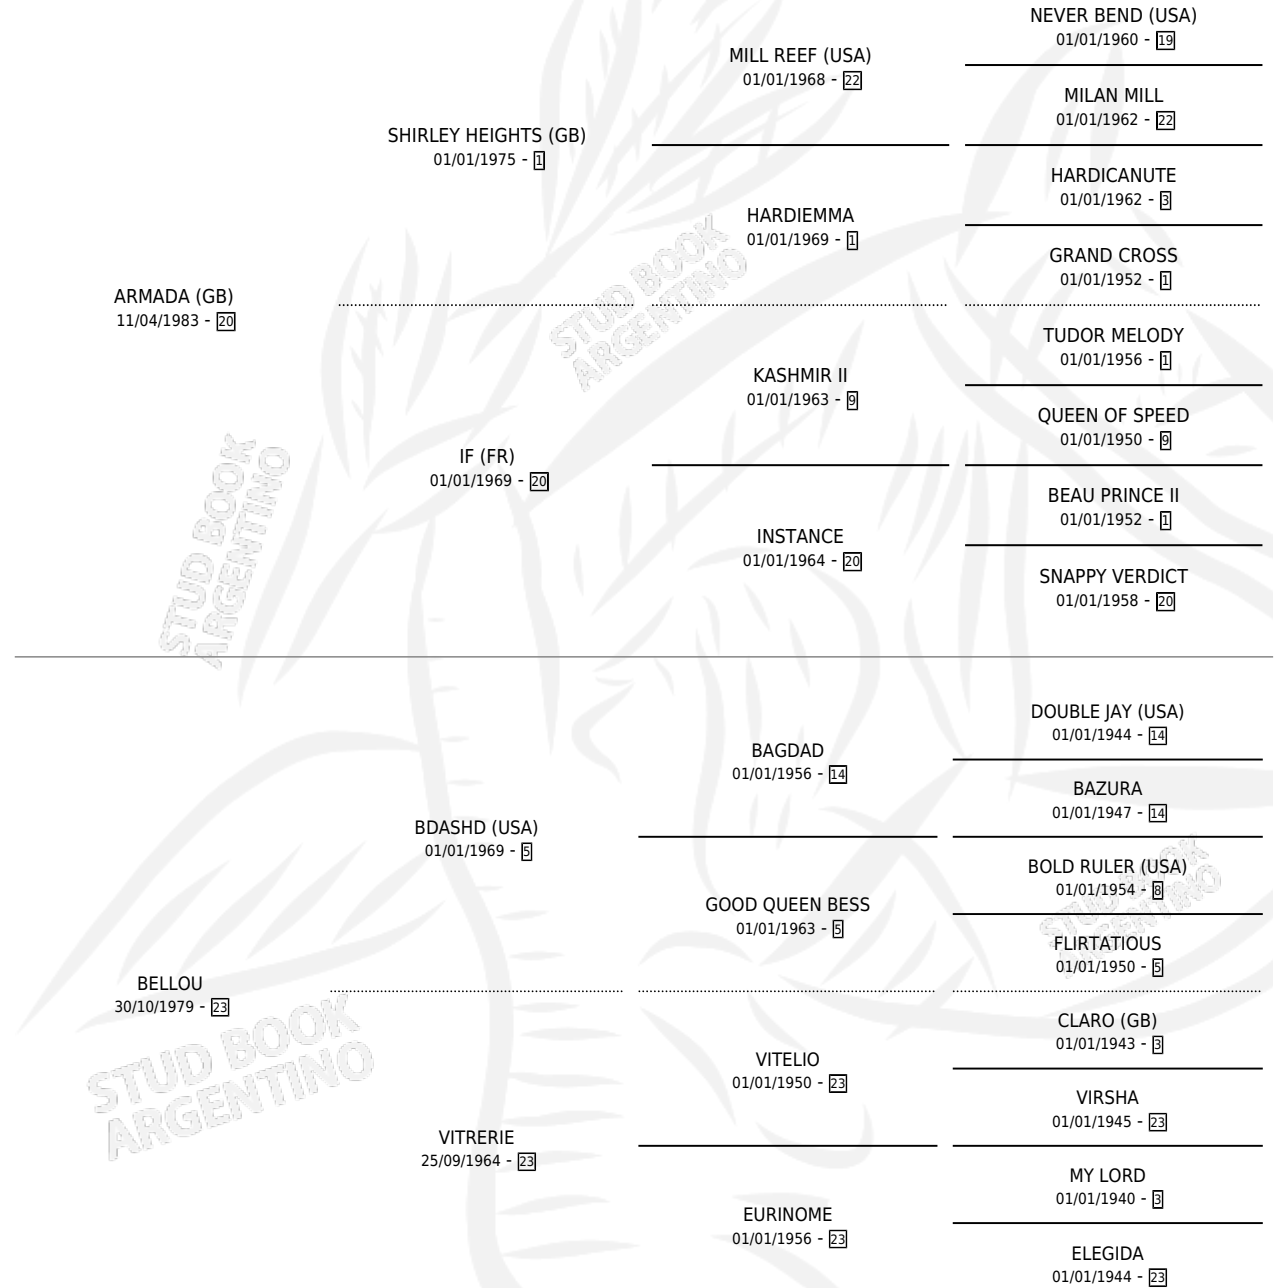 NEVER BEND (USA)
01/01/1960 - 19
MILL REEF (USA)
01/01/1968 - 22
MILAN MILL
01/01/1962 - 22
SHIRLEY HEIGHTS (GB)
01/01/1975 - 1
HARDICANUTE
01/01/1962 - 3
HARDIEMMA
01/01/1969 - 1
GRAND CROSS
01/01/1952 - 1
ARMADA (GB)
11/04/1983 - 20
STUD BOOK
ARGENTINO
TUDOR MELODY
01/01/1956 - 1
KASHMIR II
01/01/1963 - 9
QUEEN OF SPEED
01/01/1950 - 9
IF (FR)
01/01/1969 - 20
BEAU PRINCE II
01/01/1952 - 1
INSTANCE
01/01/1964 - 20
SNAPPY VERDICT
01/01/1958 - 20
STUD BOOK
ARGENTINO
DOUBLE JAY (USA)
01/01/1944 - 14
BAGDAD
01/01/1956 - 14
BAZURA
01/01/1947 - 14
BDASHD (USA)
01/01/1969 - 5
BOLD RULER (USA)
01/01/1954 - 8
GOOD QUEEN BESS
01/01/1963 - 5
STUD BOOK
ARGENTINO
FLIRTATIOUS
01/01/1950 - 5
BELLOU
30/10/1979 - 23
CLARO (GB)
01/01/1943 - 3
STUD BOOK
ARGENTINO
VITELIO
01/01/1950 - 23
VIRSHA
01/01/1945 - 23
VITRERIE
25/09/1964 - 23
MY LORD
01/01/1940 - 3
EURINOME
01/01/1956 - 23
ELEGIDA
01/01/1944 - 23